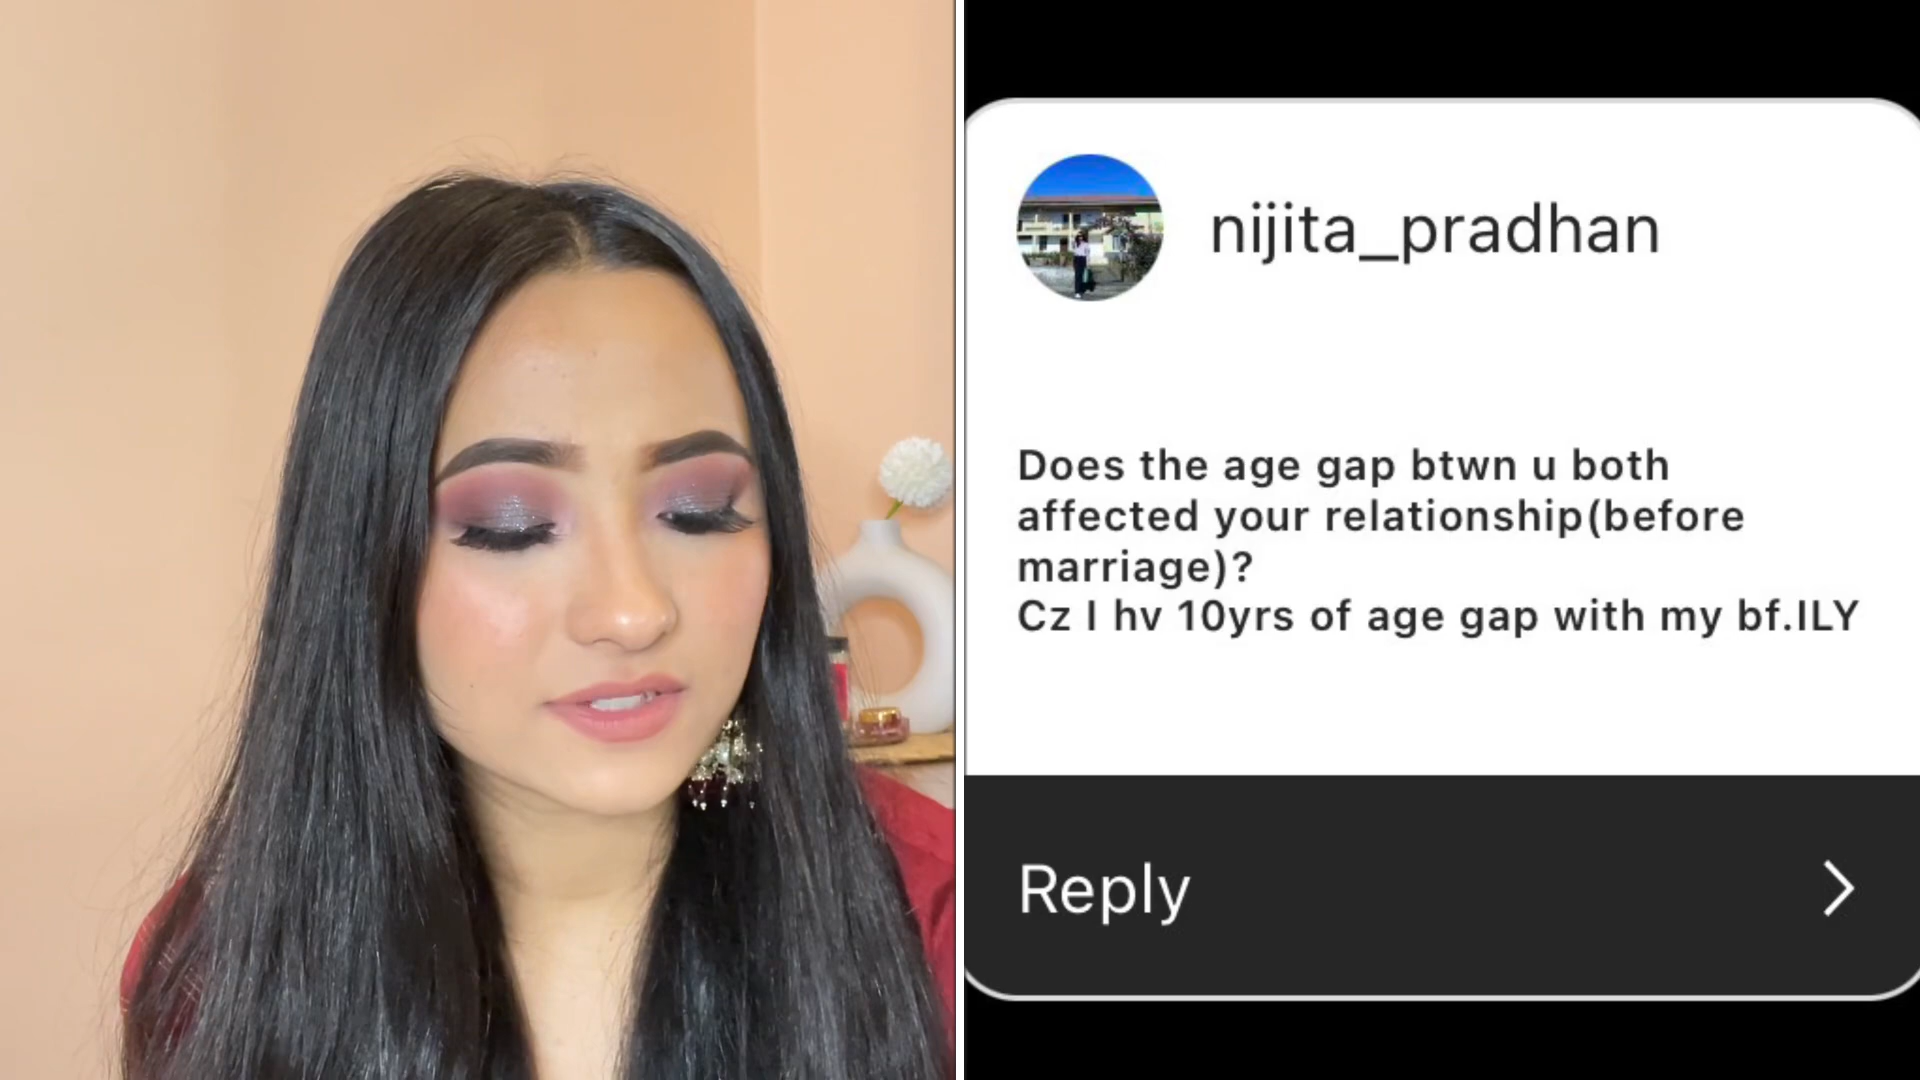 nijita_pradhan
Does the age gap btwn u both
affected your relationship(before
marriage)?
Cz I hv 10yrs of age gap with my bf.ILY
Reply